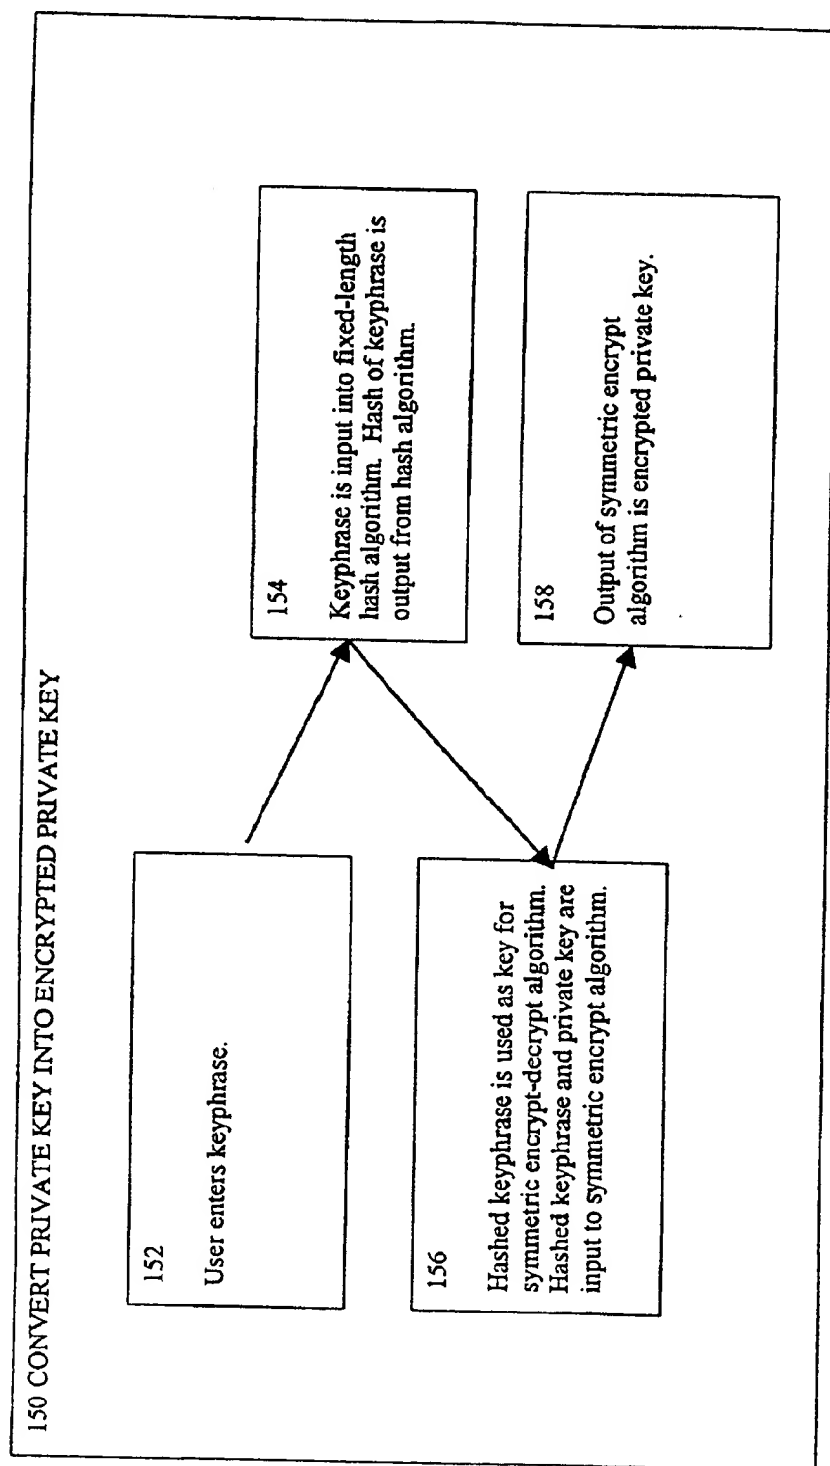 150 CONVERT PRIVATE KEY INTO ENCRYPTED PRIVATE KEY
152
User enters keyphrase.
154
Keyphrase is input into fixed-length
hash algorithm. Hash of keyphrase is
output from hash algorithm.
156
Hashed keyphrase is used as key for
symmetric encrypt-decrypt algorithm.
Hashed keyphrase and private key are
input to symmetric encrypt algorithm.
158
Output of symmetric encrypt
algorithm is encrypted private key.